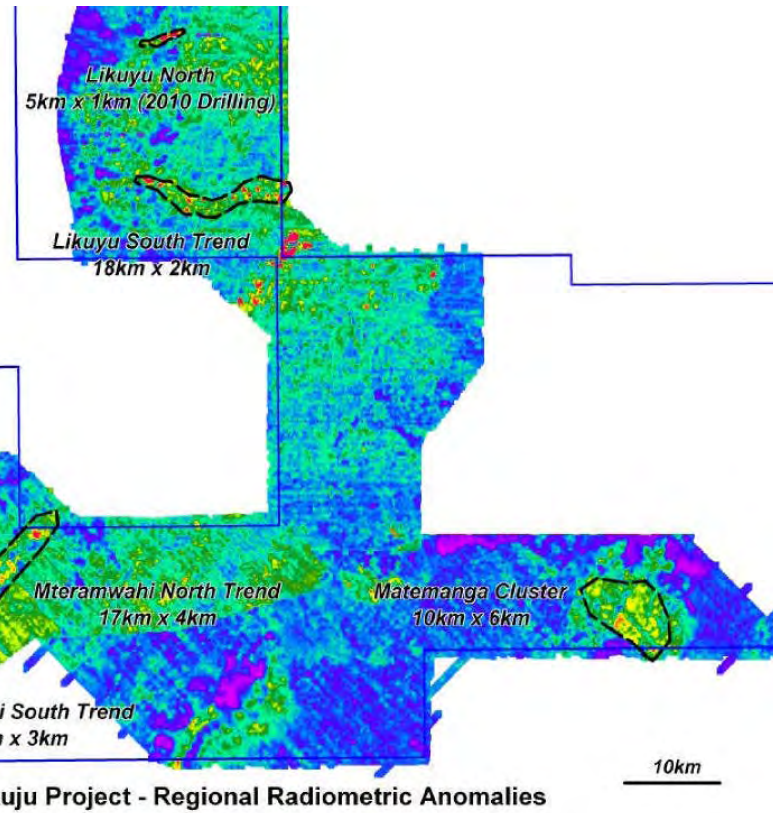 Likuyu North
5km x 1km (2010 Drilling)
Likuyu South Trend
18km x 2km
Mteramwahi North Trend
17km x 4km
Matemanga Cluster
10km x 6km
i South Trend
x 3km
10km
uju Project - Regional Radiometric Anomalies